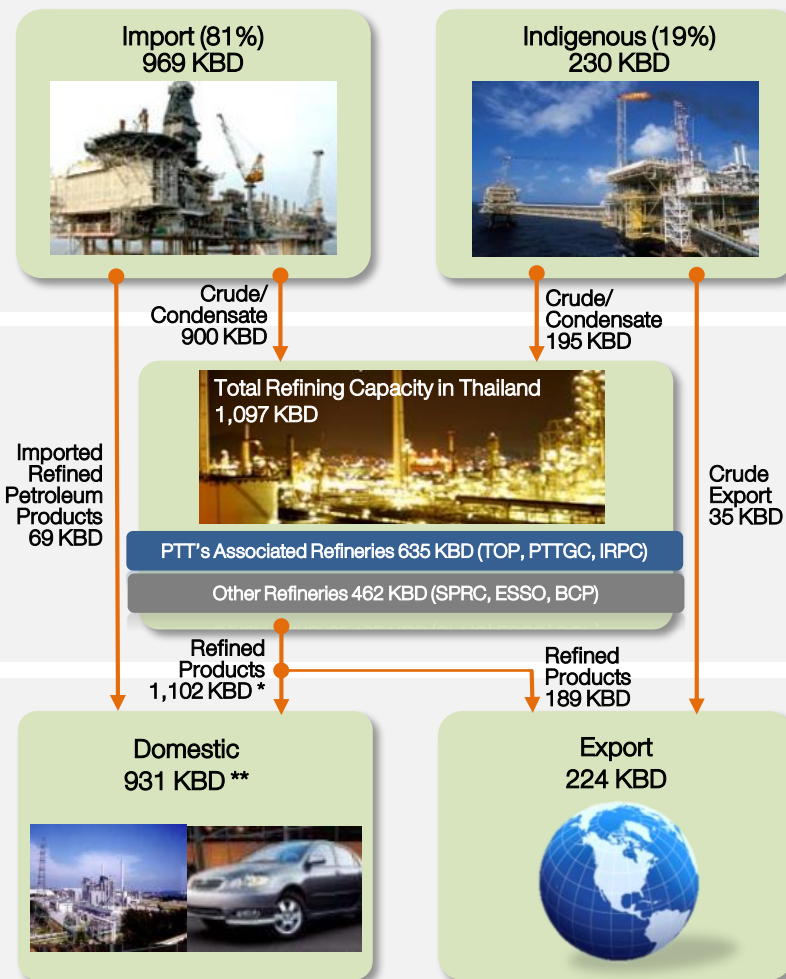 Import (81%)
969 KBD
Indigenous (19%)
230 KBD
Crude/
Condensate
900 KBD
Crude/
Condensate
195 KBD
Total Refining Capacity in Thailand
1,097 KBD
Imported
Refined
Petroleum
Products
69 KBD
Crude
Export
35 KBD
PTT's Associated Refineries 635 KBD (TOP, PTTGC, IRPC)
Other Refineries 462 KBD (SPRC, ESSO, BCP)
Refined
Products
1,102 KBD *
Refined
Products
189 KBD
Domestic
931 KBD **
Export
224 KBD